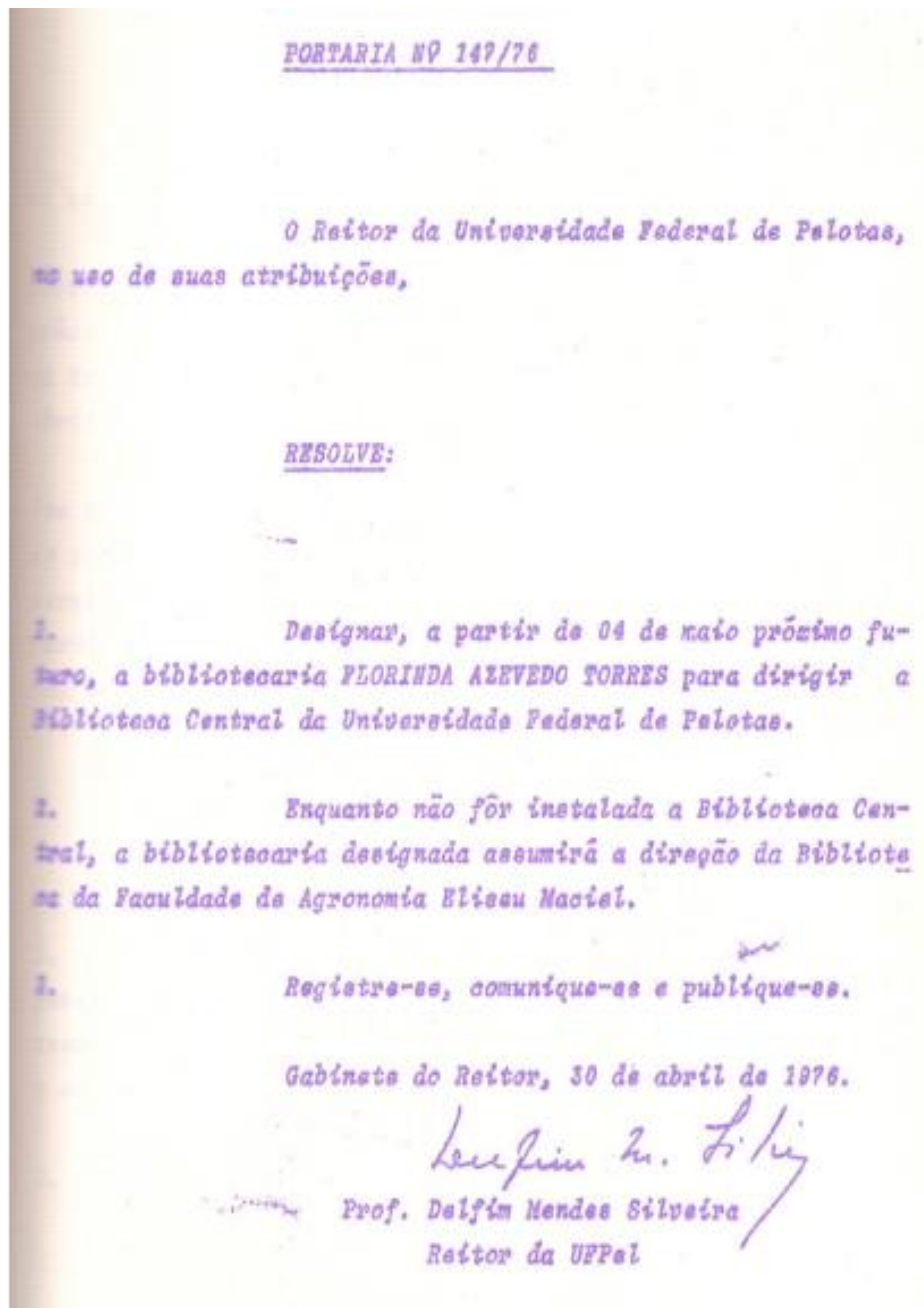 PORTARIA Nº 147/76
O Reitor da Universidade Federal de Pelotas,
no uso de suas atribuições,
RESOLVE:
1. Designar, a partir de 04 de maio próximo fu-
turo, a bibliotecaria FLORINDA AZEVEDO TORRES para dirigir a
Biblioteca Central da Universidade Federal de Pelotas.
2. Enquanto não fôr instalada a Biblioteca Cen-
tral, a bibliotecaria designada assumirá a direção da Bibliote
ca da Faculdade de Agronomia Eliseu Maciel.
3. Registre-se, comunique-se e publique-se.
Gabinete do Reitor, 30 de abril de 1976.
Prof. Delfim Mendes Silveira
Reitor da UFPel